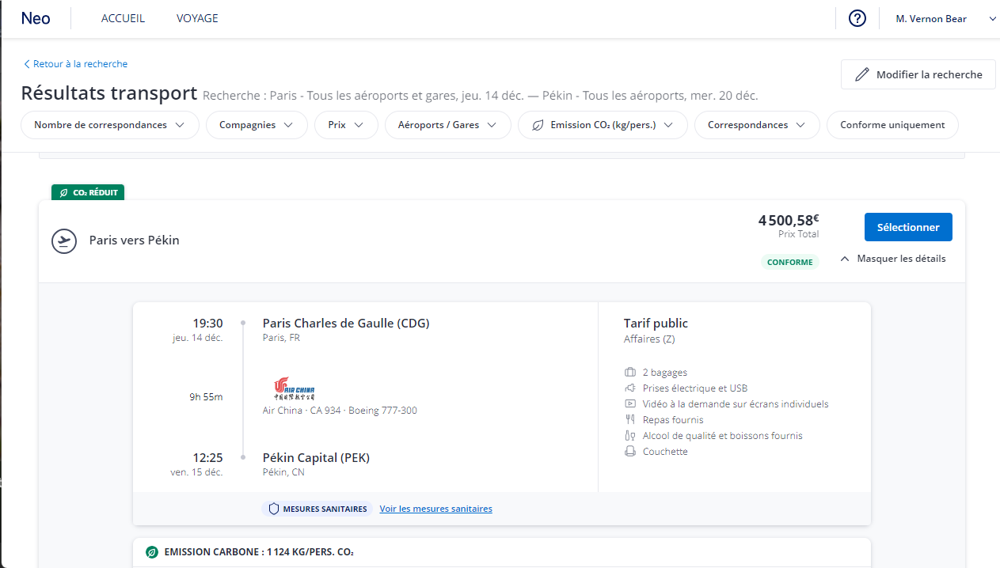 Neo
ACCUEIL
VOYAGE
?
M. Vernon Bear
Retour à la recherche
Modifier la recherche
Résultats transport Recherche : Paris - Tous les aéroports et gares, jeu. 14 déc. — Pékin - Tous les aéroports, mer. 20 déc.
Nombre de correspondances
Compagnies
Prix
Aéroports / Gares
Emission CO₂ (kg/pers.)
Correspondances
Conforme uniquement
CO₂ RÉDUIT
Paris vers Pékin
4 500,58€
Prix Total
CONFORME
Sélectionner
Masquer les détails
19:30
jeu. 14 déc.
Paris Charles de Gaulle (CDG)
Paris, FR
9h 55m
AIR CHINA
中国国际航空公司
Air China · CA 934 · Boeing 777-300
12:25
ven. 15 déc.
Pékin Capital (PEK)
Pékin, CN
Tarif public
Affaires (Z)
2 bagages
Prises électrique et USB
Vidéo à la demande sur écrans individuels
Repas fournis
Alcool de qualité et boissons fournis
Couchette
MESURES SANITAIRES
Voir les mesures sanitaires
EMISSION CARBONE : 1 124 KG/PERS. CO₂